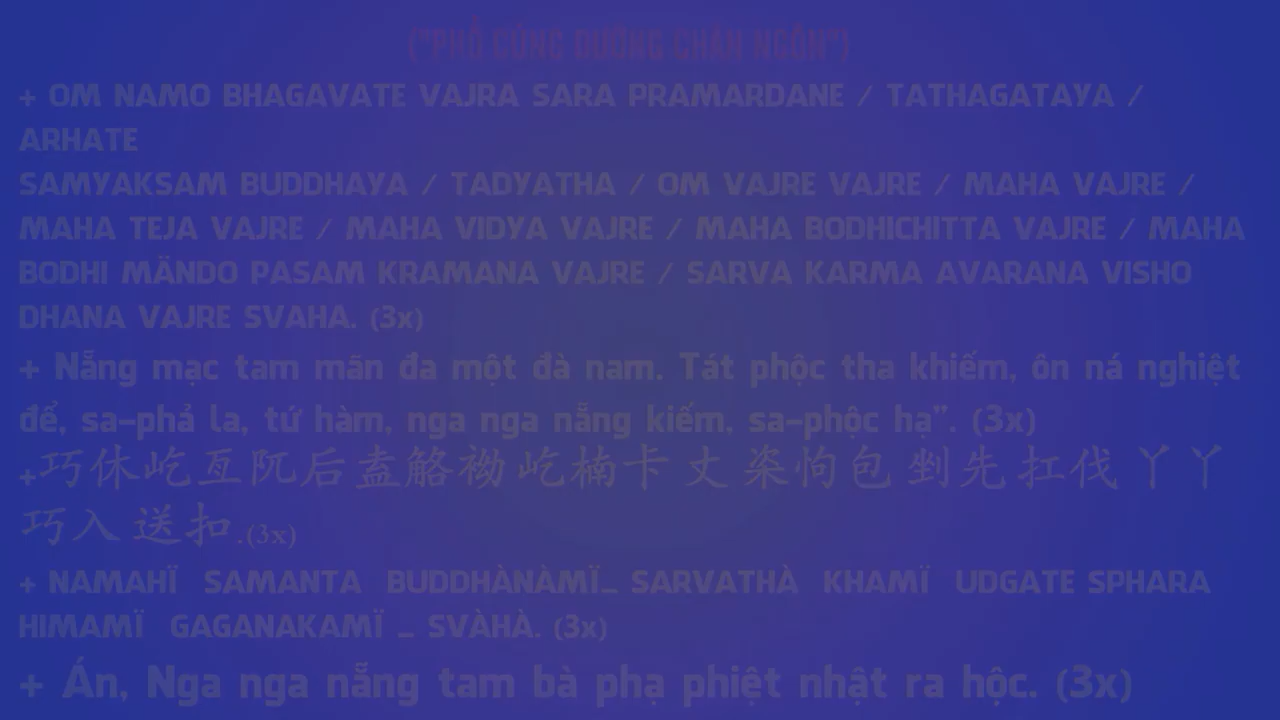 ("PHỔ CÚNG DƯỜNG CHÂN NGÔN")
+ OM NAMO BHAGAVATE VAJRA SARA PRAMARDANE / TATHAGATAYA /
ARHATE
SAMYAKSAM BUDDHAYA / TADYATHA / OM VAJRE VAJRE / MAHA VAJRE /
MAHA TEJA VAJRE / MAHA VIDYA VAJRE / MAHA BODHICHITTA VAJRE / MAHA
BODHI MÄNDO PASAM KRAMANA VAJRE / SARVA KARMA AVARANA VISHO
DHANA VAJRE SVAHA. (3x)
+ Nẵng mạc tam mãn đa một đà nam. Tát phộc tha khiếm, ôn ná nghiệt
để, sa-phả la, tứ hàm, nga nga nẵng kiếm, sa-phộc hạ". (3x)
+巧休屹亙阢后盍觡袎屹楠卡丈 栥恦包 剉先扛伐丫丫
巧入送扣.(3x)
+ NAMAHÏ SAMANTA BUDDHÀNÀMÏ_ SARVATHÀ KHAMÏ UDGATE SPHARA
HIMAMÏ GAGANAKAMÏ _ SVÀHÀ. (3x)
+ Án, Nga nga nẵng tam bà phạ phiệt nhật ra hộc. (3x)